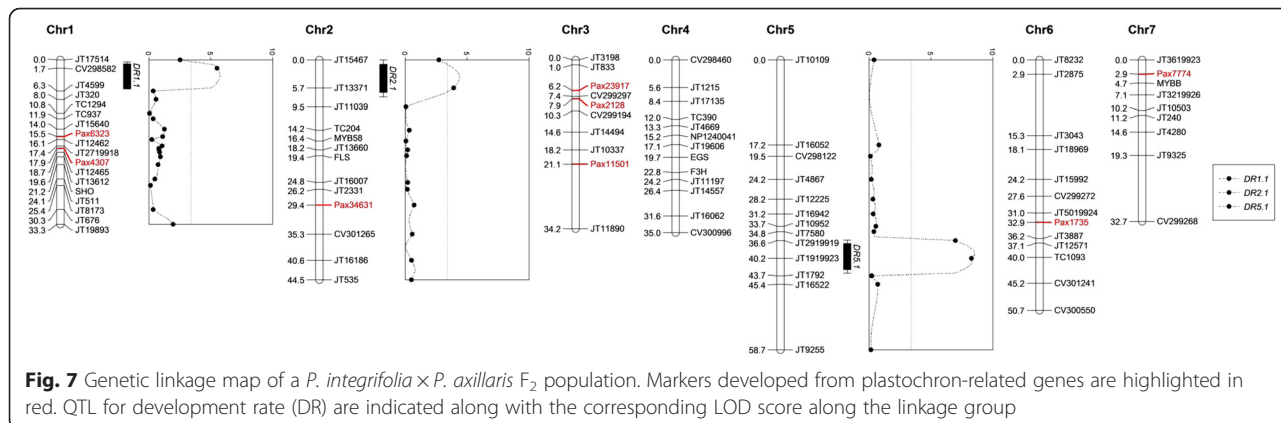 Chr1
0.0 JT17514
1.7 CV298582
6.3 JT4599
8.0 JT320
10.8 TC1294
11.9 TC937
14.0 JT15640
15.5 Pax6323
16.1 JT12462
17.4 JT2719918
17.9 Pax4307
18.7 JT12465
19.6 JT13612
21.2 SHO
24.1 JT511
25.4 JT8173
30.3 JT676
33.3 JT19893
DR1.1
0 5 10
Chr2
0.0 JT15467
5.7 JT13371
9.5 JT11039
14.2 TC204
16.4 MYB58
18.2 JT13660
19.4 FLS
24.8 JT16007
26.2 JT2331
29.4 Pax34631
35.3 CV301265
40.6 JT16186
44.5 JT535
DR2.1
0 5 10
Chr3
0.0 JT3198
1.0 JT833
6.2 Pax23917
7.4 CV299297
7.9 Pax2128
10.3 CV299194
14.6 JT14494
18.2 JT10337
21.1 Pax11501
34.2 JT11890
Chr4
0.0 CV298460
5.6 JT1215
8.4 JT17135
12.0 TC390
13.3 JT4669
15.2 NP1240041
17.1 JT19606
19.7 EGS
22.8 F3H
24.2 JT11197
26.4 JT14557
31.6 JT16062
35.0 CV300996
Chr5
0.0 JT10109
17.2 JT16052
19.5 CV298122
24.2 JT4867
28.2 JT12225
31.2 JT16942
33.7 JT10952
34.8 JT7580
36.6 JT2919919
40.2 JT1919923
43.7 JT1792
45.4 JT16522
58.7 JT9255
DR5.1
0 5 10
Chr6
0.0 JT8232
2.9 JT2875
15.3 JT3043
18.1 JT18969
24.2 JT15992
27.6 CV299272
31.0 JT5019924
32.9 Pax1735
36.2 JT3887
37.1 JT12571
40.0 TC1093
45.2 CV301241
50.7 CV300550
Chr7
0.0 JT3619923
2.9 Pax7774
4.7 MYBB
7.1 JT3219926
10.2 JT10503
11.2 JT240
14.6 JT4280
19.3 JT9325
32.7 CV299268
DR1.1
DR2.1
DR5.1
Fig. 7 Genetic linkage map of a P. integrifolia × P. axillaris F₂ population. Markers developed from plastochron-related genes are highlighted in
red. QTL for development rate (DR) are indicated along with the corresponding LOD score along the linkage group